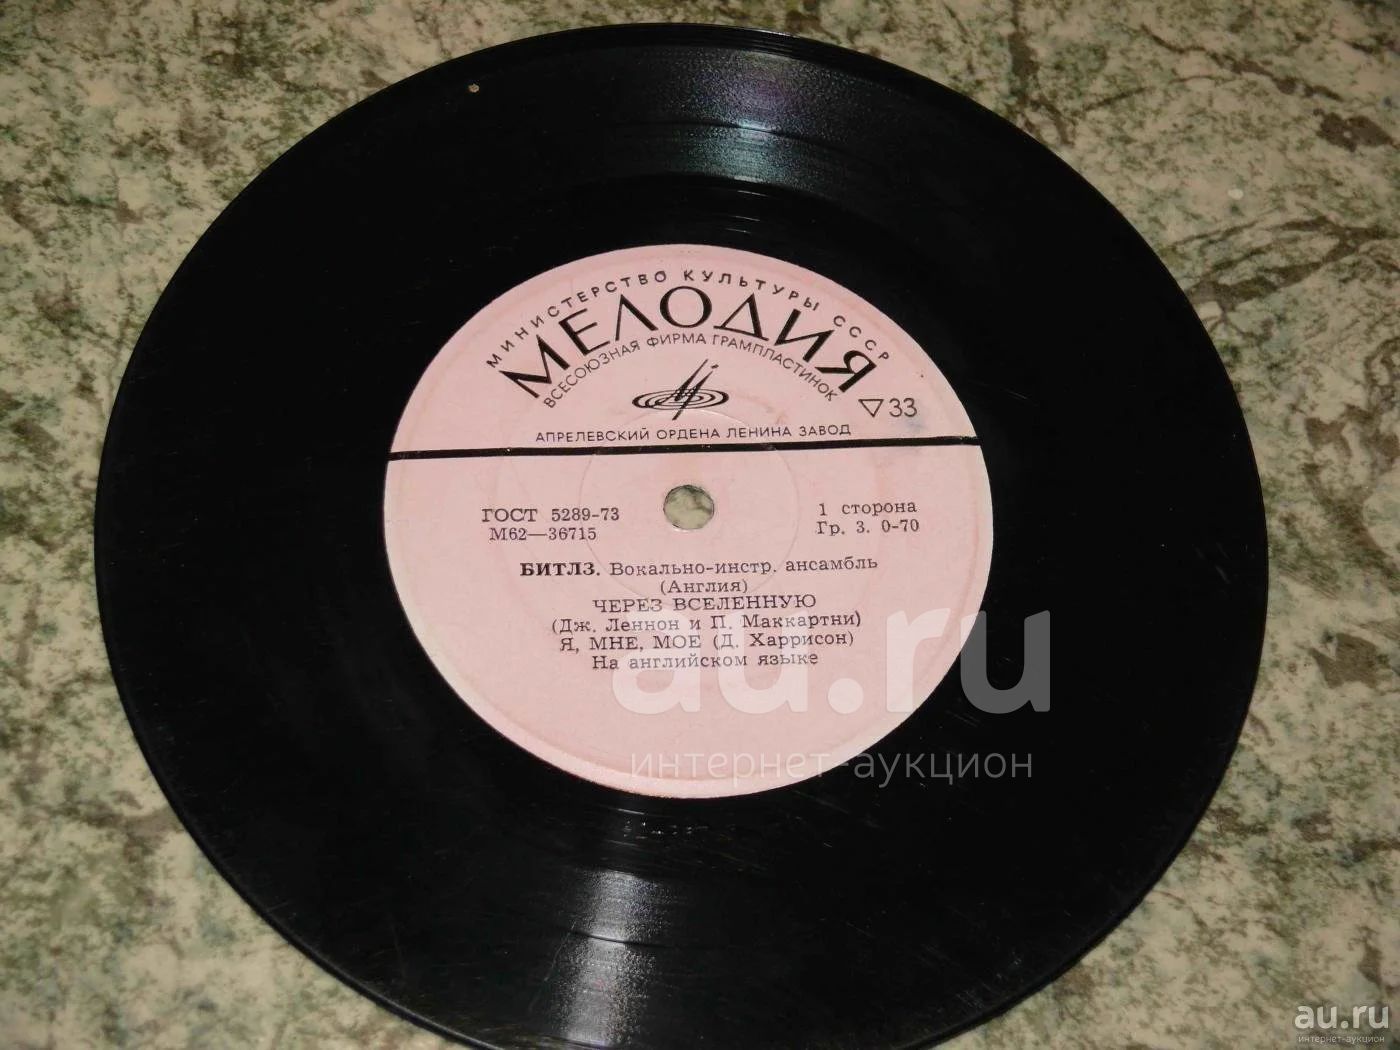 МИНИСТЕРСТВО КУЛЬТУРЫ СССР
МЕЛОДИЯ
ВСЕСОЮЗНАЯ ФИРМА ГРАМПЛАСТИНОК
33
АПРЕЛЕВСКИЙ ОРДЕНА ЛЕНИНА ЗАВОД
ГОСТ 5289-73
М62—36715
1 сторона
Гр. 3. 0-70
БИТЛЗ. Вокально-инстр. ансамбль
(Англия)
ЧЕРЕЗ ВСЕЛЕННУЮ
(Дж. Леннон и П. Маккартни)
Я, МНЕ, МОЕ (Д. Харрисон)
На английском языке
au.ru
интернет-аукцион
au.ru
интернет-аукцион